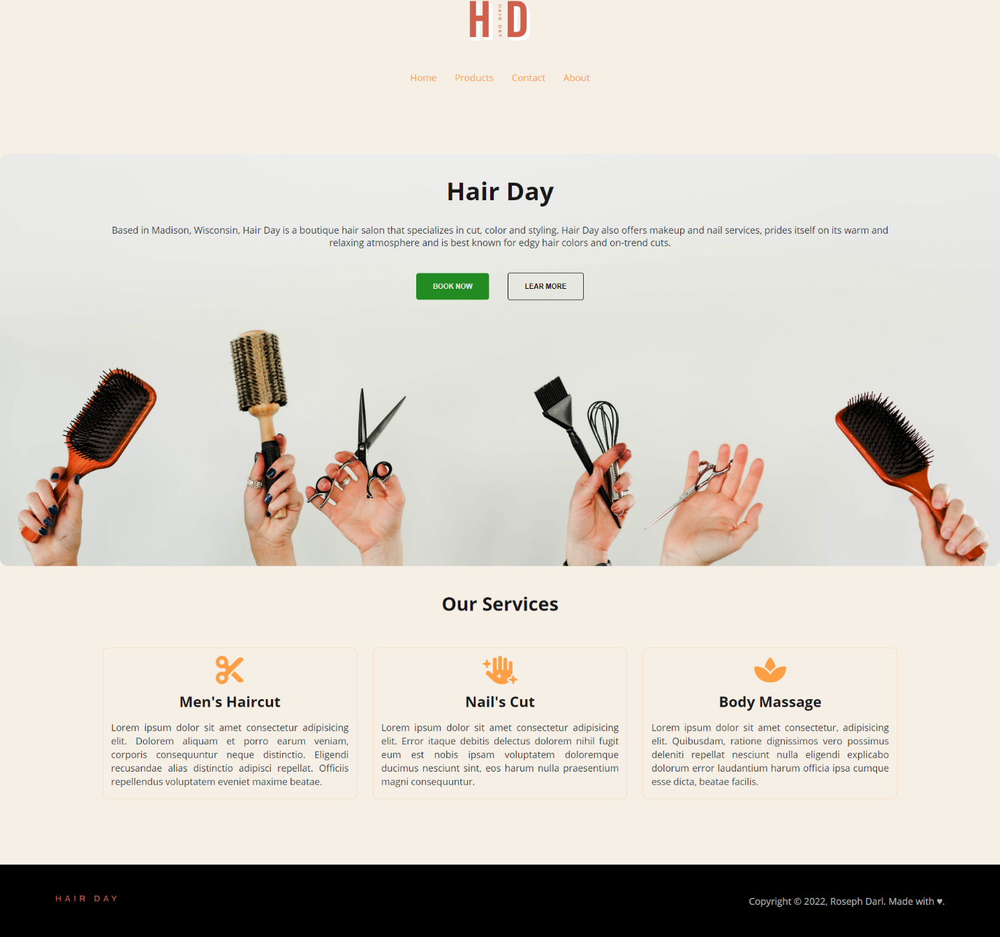 H HAIR DAY D
Home Products Contact About
Hair Day
Based in Madison, Wisconsin, Hair Day is a boutique hair salon that specializes in cut, color and styling. Hair Day also offers makeup and nail services, prides itself on its warm and
relaxing atmosphere and is best known for edgy hair colors and on-trend cuts.
BOOK NOW LEAR MORE
Our Services
Men's Haircut
Lorem ipsum dolor sit amet consectetur adipisicing
elit. Dolorem aliquam et porro earum veniam,
corporis consequuntur neque distinctio. Eligendi
recusandae alias distinctio adipisci repellat. Officiis
repellendus voluptatem eveniet maxime beatae.
Nail's Cut
Lorem ipsum dolor sit amet consectetur adipisicing
elit. Error itaque debitis delectus dolorem nihil fugit
eum est nobis ipsam voluptatem doloremque
ducimus nesciunt sint, eos harum nulla praesentium
magni consequuntur.
Body Massage
Lorem ipsum dolor sit amet consectetur, adipisicing
elit. Quibusdam, ratione dignissimos vero possimus
deleniti repellat nesciunt nulla eligendi explicabo
dolorum error laudantium harum officia ipsa cumque
esse dicta, beatae facilis.
HAIR DAY
Copyright © 2022, Roseph Darl. Made with ♥.